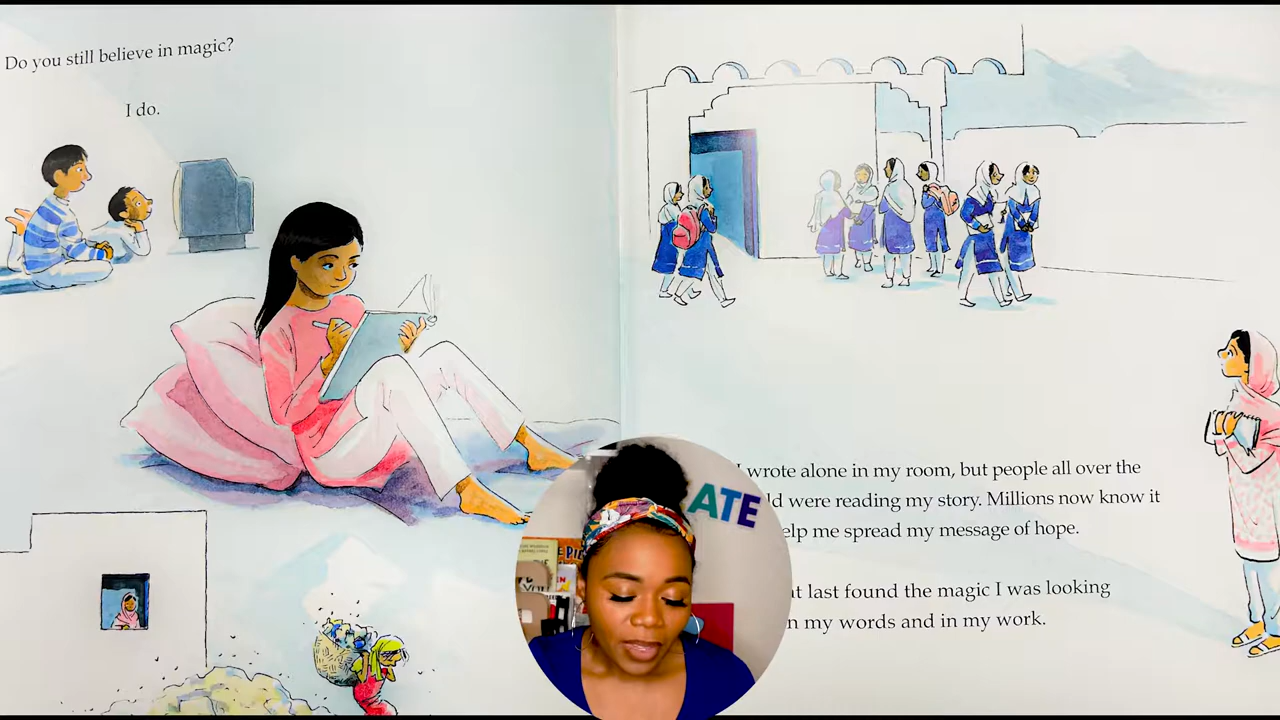 Do you still believe in magic?
I do.
I wrote alone in my room, but people all over the
ld were reading my story. Millions now know it
elp me spread my message of hope.
t last found the magic I was looking
n my words and in my work.
ATE